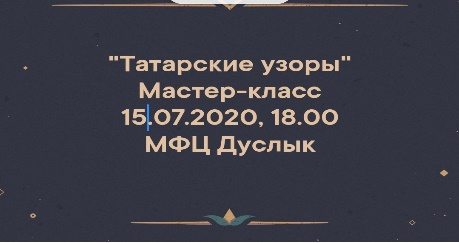 "Татарские узоры"
Мастер-класс
15.07.2020, 18.00
МФЦ Дуслык